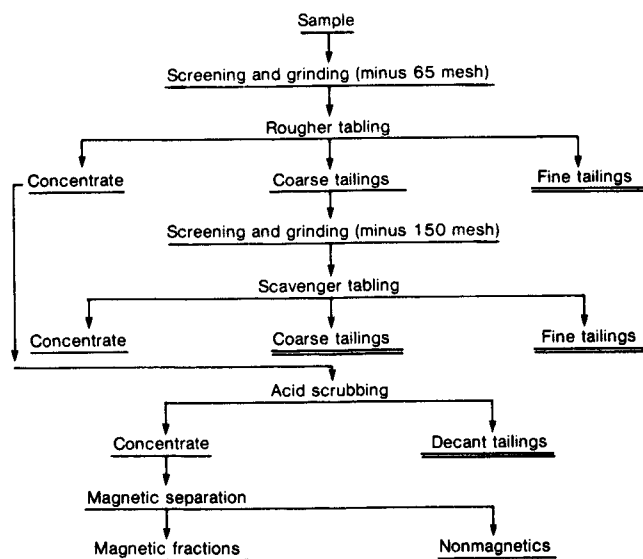 Sample
Screening and grinding (minus 65 mesh)
Rougher tabling
Concentrate
Coarse tailings
Fine tailings
Screening and grinding (minus 150 mesh)
Scavenger tabling
Concentrate
Coarse tailings
Fine tailings
Acid scrubbing
Concentrate
Decant tailings
Magnetic separation
Magnetic fractions
Nonmagnetics